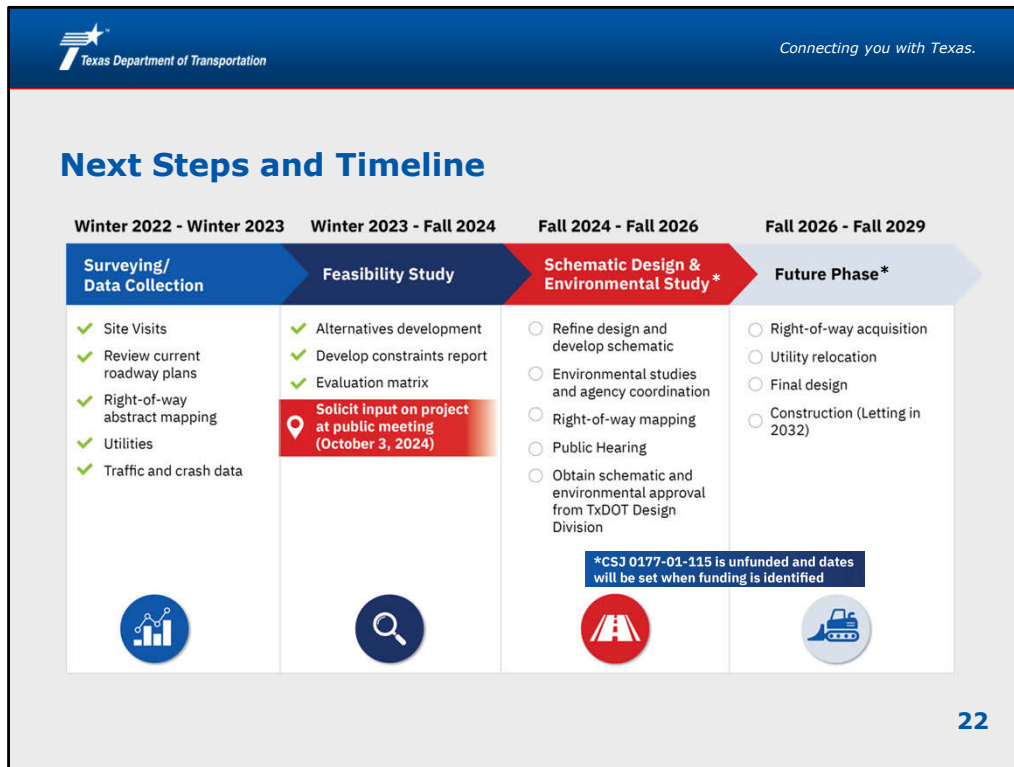 Texas Department of Transportation
Connecting you with Texas.
Next Steps and Timeline
Winter 2022 - Winter 2023
Surveying/
Data Collection
Site Visits
Review current
roadway plans
Right-of-way
abstract mapping
Utilities
Traffic and crash data
Winter 2023 - Fall 2024
Feasibility Study
Alternatives development
Develop constraints report
Evaluation matrix
Solicit input on project
at public meeting
(October 3, 2024)
Fall 2024 - Fall 2026
Schematic Design &
Environmental Study*
Refine design and
develop schematic
Environmental studies
and agency coordination
Right-of-way mapping
Public Hearing
Obtain schematic and
environmental approval
from TxDOT Design
Division
Fall 2026 - Fall 2029
Future Phase*
Right-of-way acquisition
Utility relocation
Final design
Construction (Letting in
2032)
*CSJ 0177-01-115 is unfunded and dates
will be set when funding is identified
22